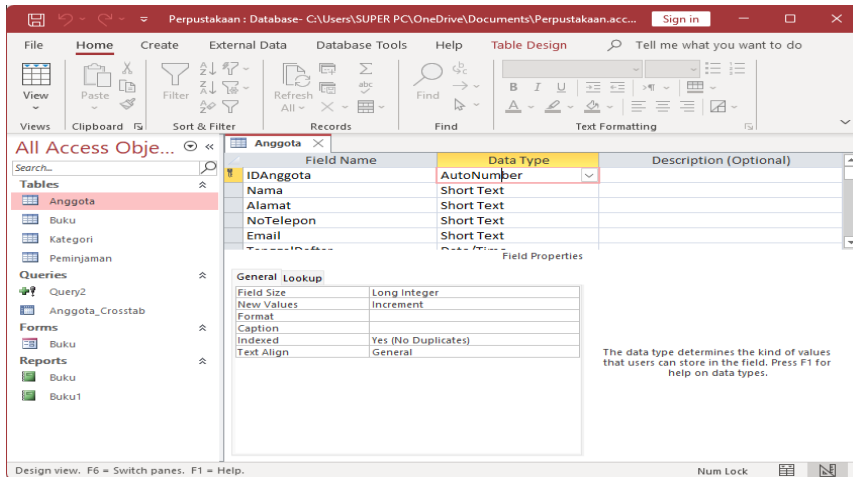 Perpustakaan : Database- C:\Users\SUPER PC\OneDrive\Documents\Perpustakaan.acc...
Sign in
File Home Create External Data Database Tools Help Table Design Tell me what you want to do
View
Paste
Filter
Refresh
All
Find
abc
B I U
A
Views Clipboard Sort & Filter Records Find Text Formatting
All Access Obje...
Search...
Tables
Anggota
Buku
Kategori
Peminjaman
Queries
Query2
Anggota_Crosstab
Forms
Buku
Reports
Buku
Buku1
Anggota
Field Name Data Type Description (Optional)
IDAnggota AutoNumber
Nama Short Text
Alamat Short Text
NoTelepon Short Text
Email Short Text
TanggalDaftar Date/Time
Field Properties
General Lookup
Field Size Long Integer
New Values Increment
Format
Caption
Indexed Yes (No Duplicates)
Text Align General
The data type determines the kind of values
that users can store in the field. Press F1 for
help on data types.
Design view. F6 = Switch panes. F1 = Help.
Num Lock